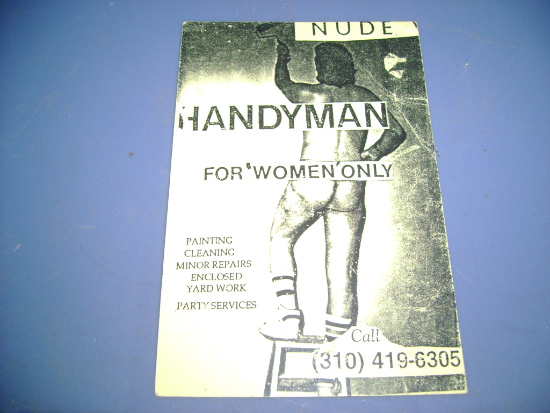 NUDE
HANDYMAN
FOR 'WOMEN' ONLY
PAINTING
CLEANING
MINOR REPAIRS
ENCLOSED
YARD WORK
PARTY SERVICES
Call
(310) 419-6305